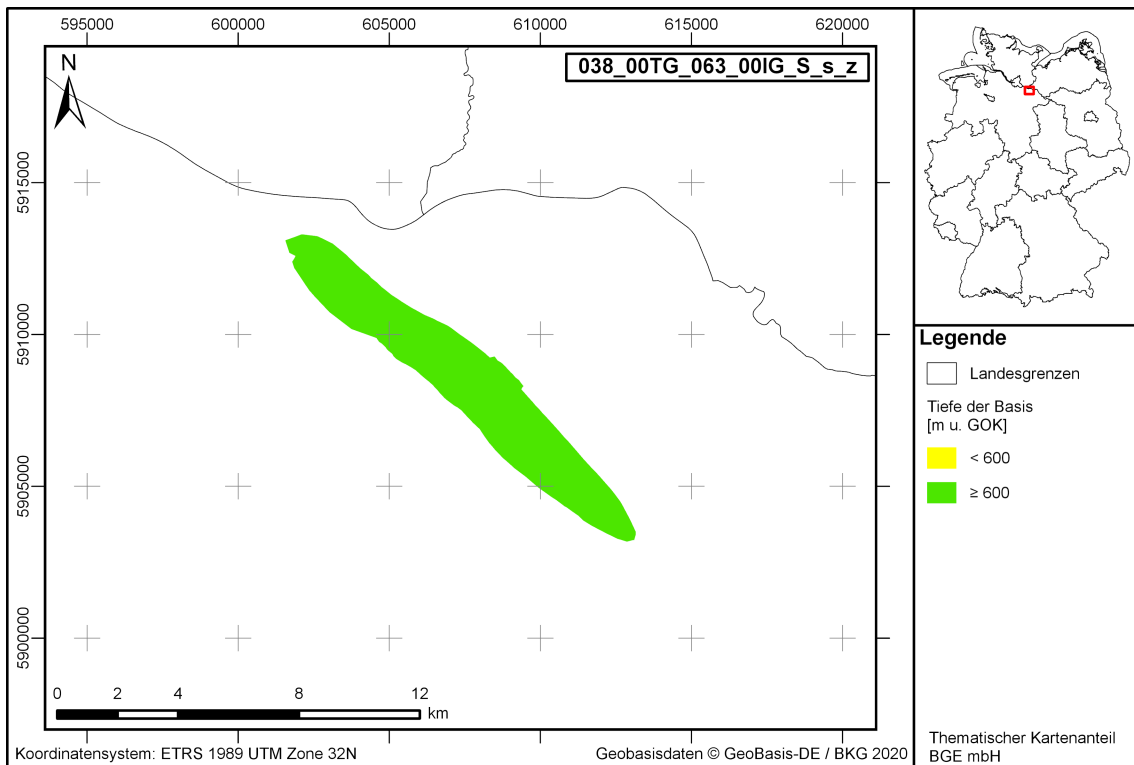 595000 600000 605000 610000 615000 620000
038_00TG_063_00IG_S_s_z
N
5915000
5910000
5905000
5900000
0 2 4 8 12
km
Koordinatensystem: ETRS 1989 UTM Zone 32N
Geobasisdaten © GeoBasis-DE / BKG 2020
Legende
Landesgrenzen
Tiefe der Basis
[m u. GOK]
< 600
≥ 600
Thematischer Kartenanteil
BGE mbH